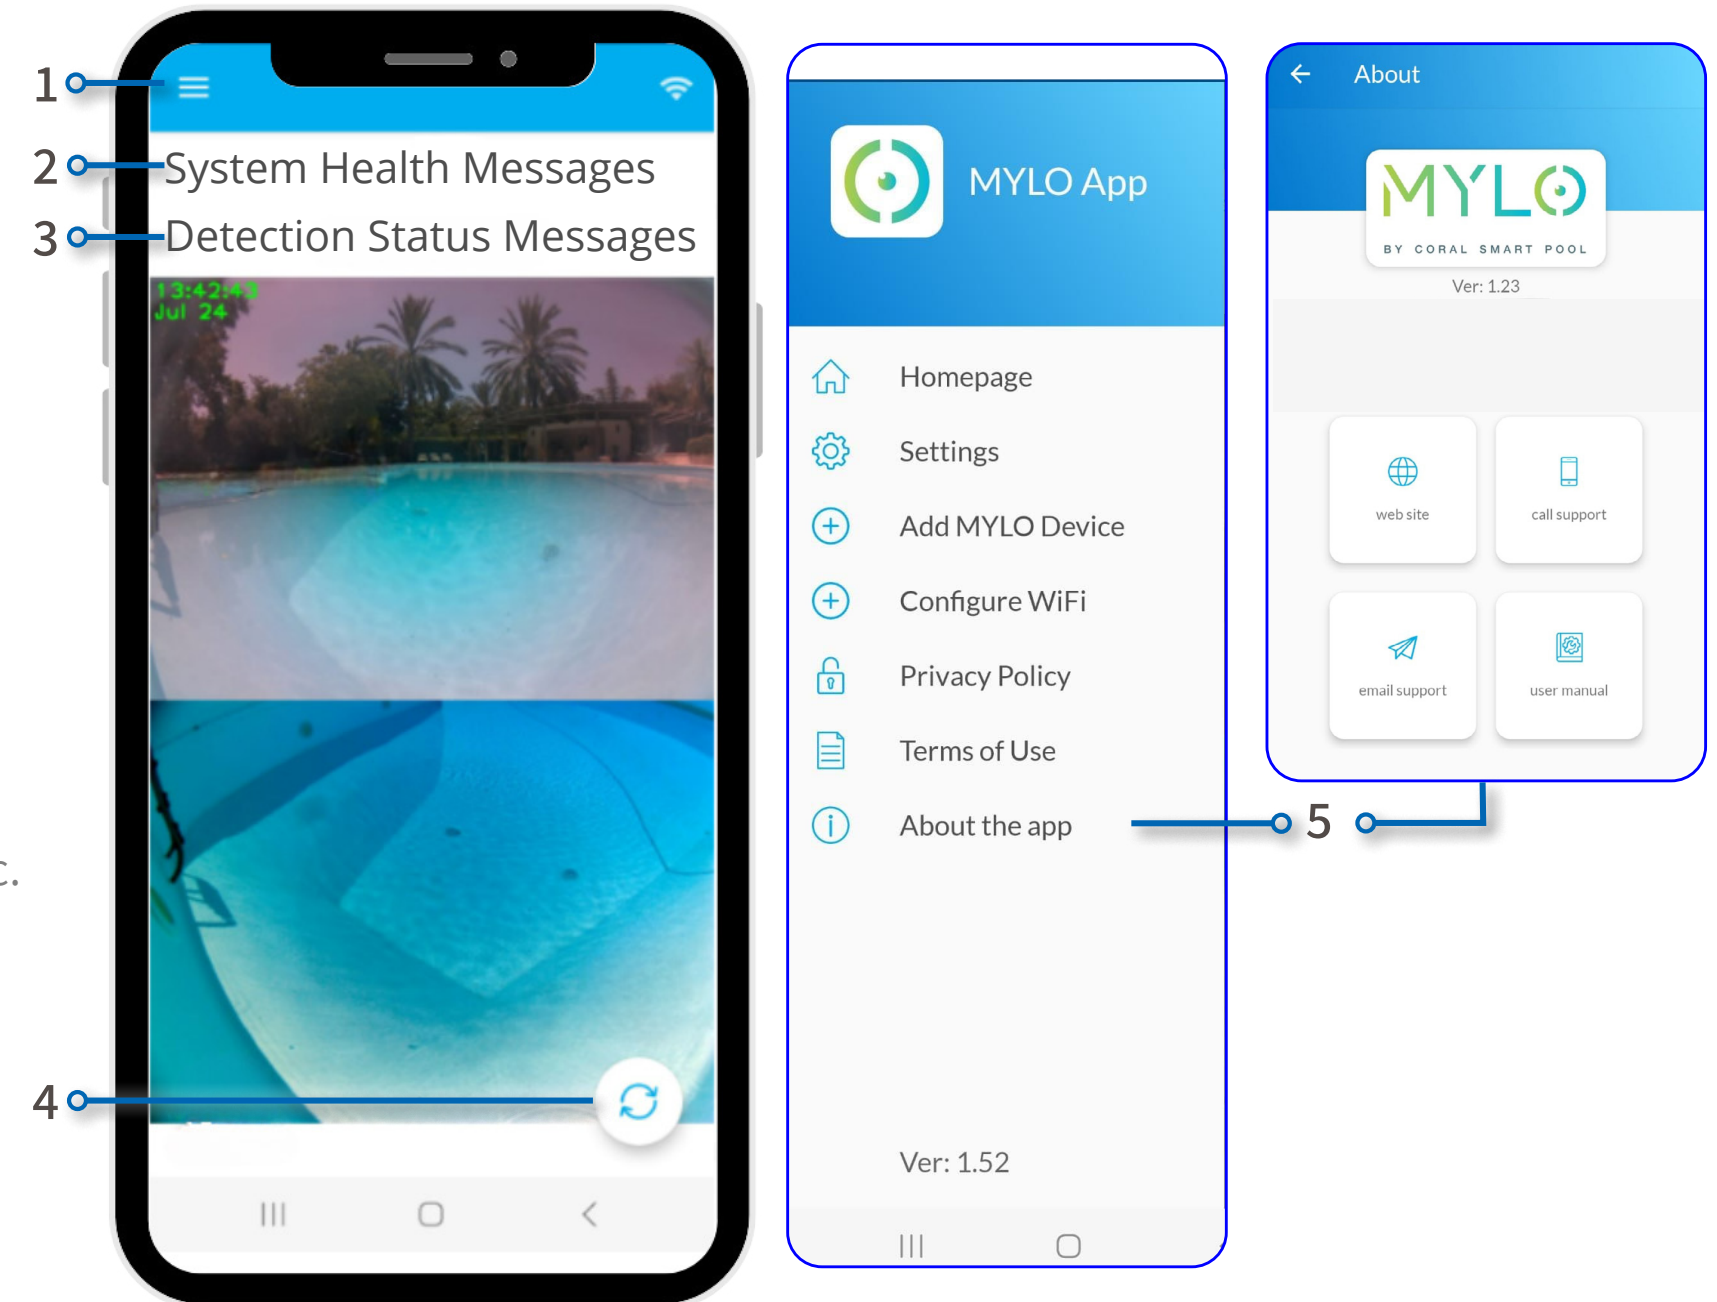 1
2
System Health Messages
3
Detection Status Messages
13:42:43
Jul 24
4
c.
MYLO App
Homepage
Settings
Add MYLO Device
Configure WiFi
Privacy Policy
Terms of Use
About the app
Ver: 1.52
5
About
MYLO
BY CORAL SMART POOL
Ver: 1.23
web site
call support
email support
user manual